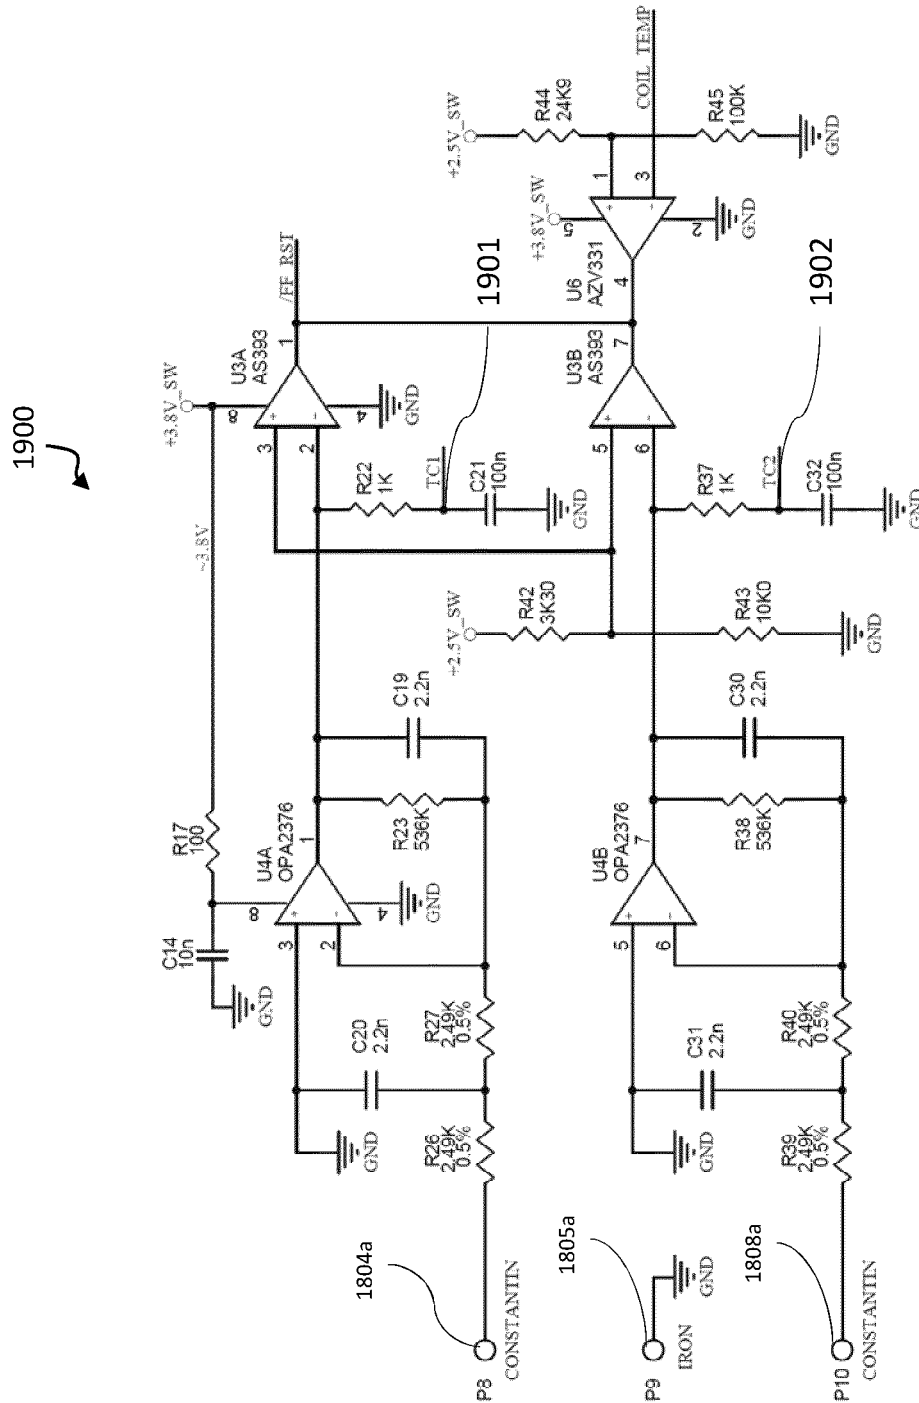 1900
+3.8V_SW
~3.8V
R17
100
C14
10n
GND
U4A
OPA2376
8
3
2
1
4
GND
+
-
C20
2.2n
GND
R26
2.49K
0.5%
R27
2.49K
0.5%
R23
536K
C19
2.2n
1804a
P8
CONSTANTIN
U3A
AS393
8
3
2
1
4
GND
+
-
/FF_RST
R22
1K
TC1
C21
100n
GND
1901
+2.5V_SW
R42
3K30
R43
10K0
GND
1805a
P9
IRON
GND
U4B
OPA2376
5
6
7
+
-
C31
2.2n
GND
R39
2.49K
0.5%
R40
2.49K
0.5%
R38
536K
C30
2.2n
1808a
P10
CONSTANTIN
U3B
AS393
5
6
7
+
-
R37
1K
TC2
C32
100n
GND
1902
U6
AZV331
4
+3.8V_SW
5
1
3
2
GND
+
-
+2.5V_SW
R44
24K9
R45
100K
GND
COIL_TEMP